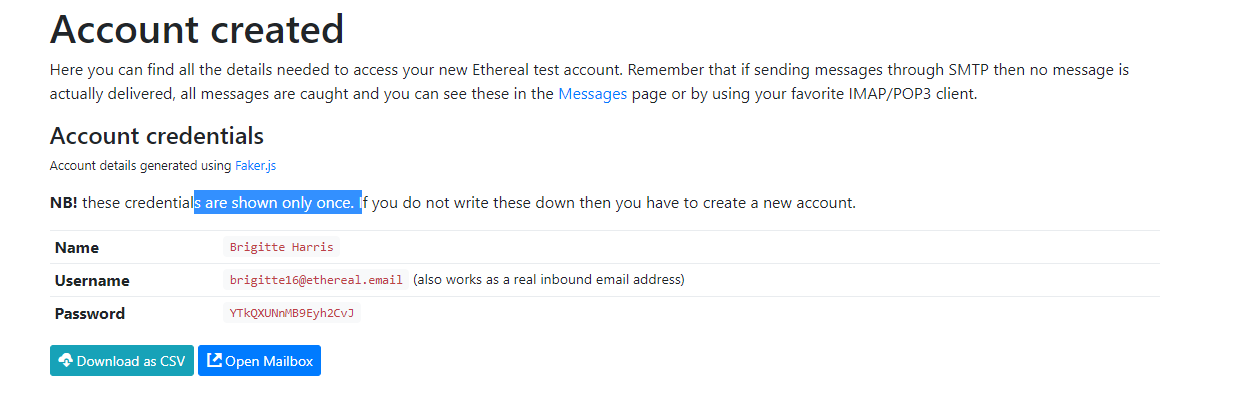 Account created
Here you can find all the details needed to access your new Ethereal test account. Remember that if sending messages through SMTP then no message is
actually delivered, all messages are caught and you can see these in the Messages page or by using your favorite IMAP/POP3 client.
Account credentials
Account details generated using Faker.js
NB! these credentials are shown only once. If you do not write these down then you have to create a new account.
Name Brigitte Harris
Username brigitte16@ethereal.email (also works as a real inbound email address)
Password YTkQXUNnMB9Eyh2CvJ
Download as CSV Open Mailbox